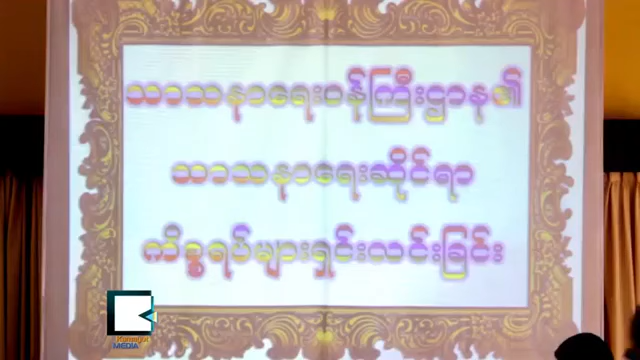 သာသနာရေးဝန်ကြီးဌာန၏
သာသနာရေးဆိုင်ရာ
ကိစ္စရပ်များရှင်းလင်းခြင်း
MEDIA